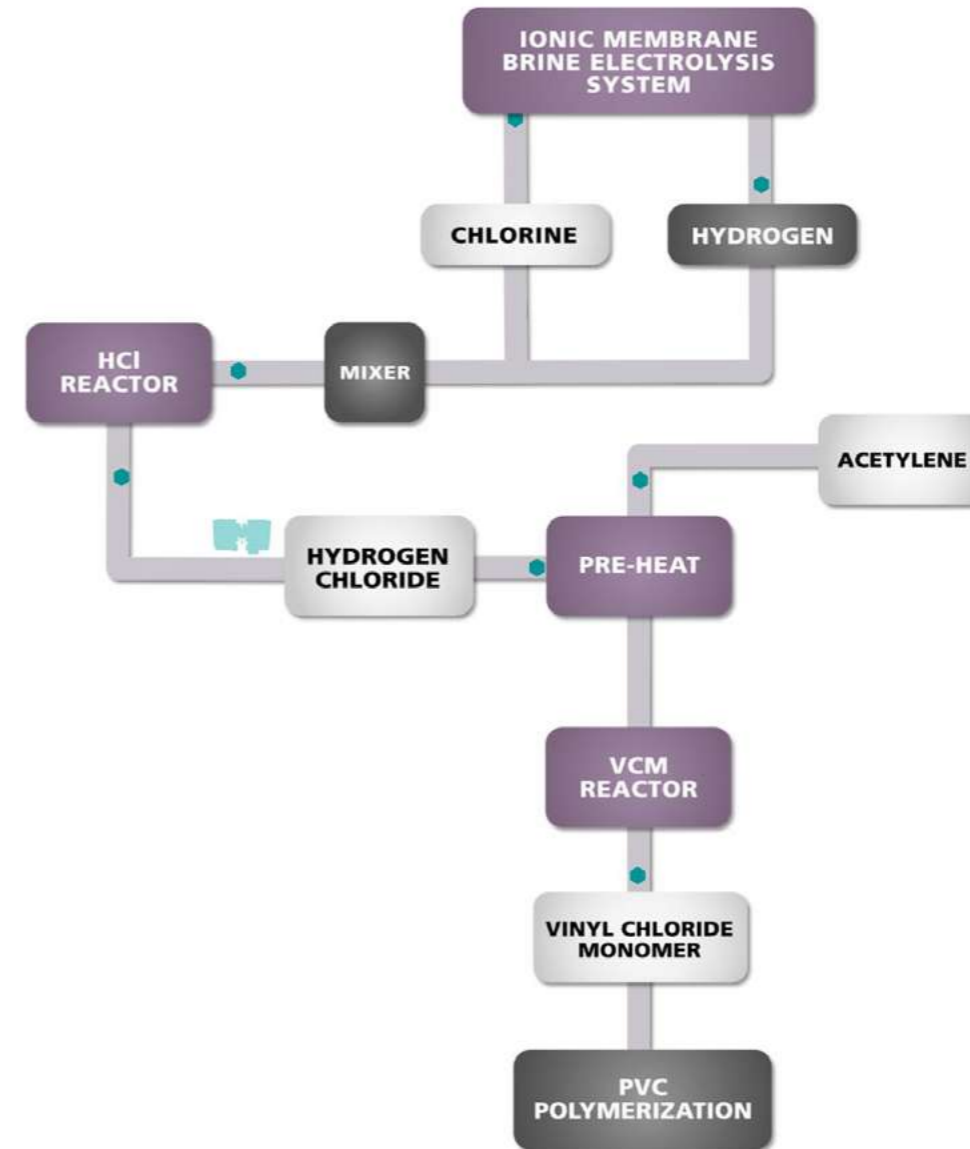 IONIC MEMBRANE
BRINE ELECTROLYSIS
SYSTEM
CHLORINE
HYDROGEN
HCl
REACTOR
MIXER
ACETYLENE
HYDROGEN
CHLORIDE
PRE-HEAT
VCM
REACTOR
VINYL CHLORIDE
MONOMER
PVC
POLYMERIZATION